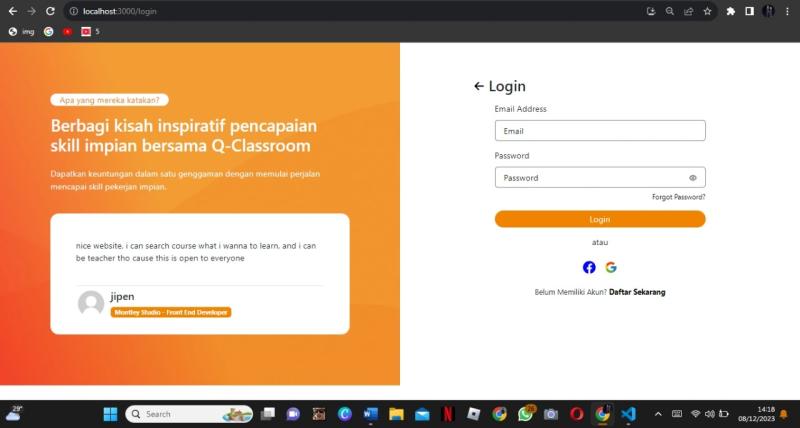 localhost:3000/login
img
5
Apa yang mereka katakan?
Berbagi kisah inspiratif pencapaian
skill impian bersama Q-Classroom
Dapatkan keuntungan dalam satu genggaman dengan memulai perjalan
mencapai skill pekerjan impian.
nice website, i can search course what i wanna to learn, and i can
be teacher tho cause this is open to everyone
jipen
Montley Studio - Front End Developer
Login
Email Address
Email
Password
Password
Forgot Password?
Login
atau
Belum Memiliki Akun? Daftar Sekarang
29°
Search
14:18
08/12/2023